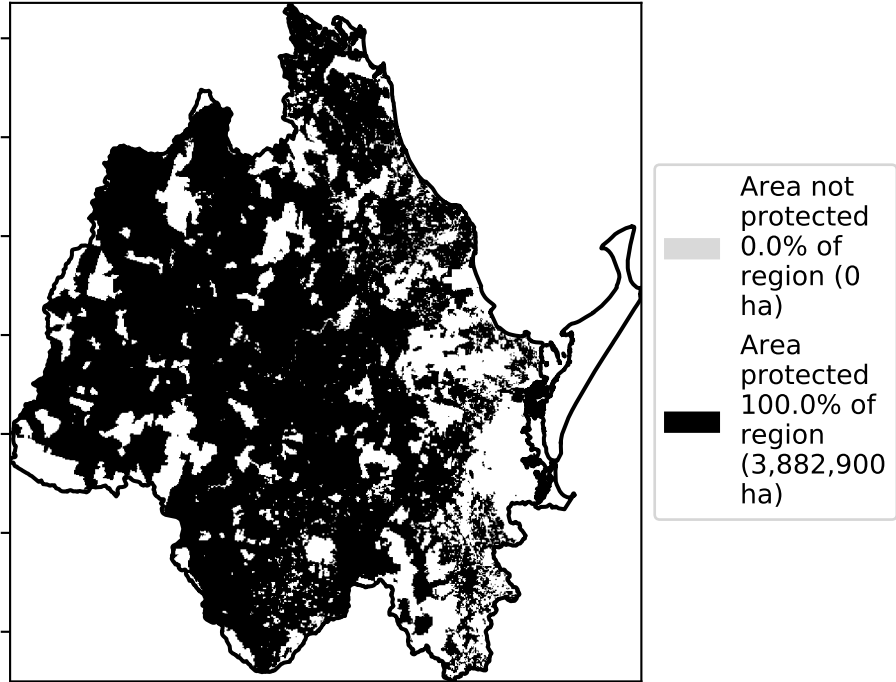 Area not
protected
0.0% of
region (0
ha)
Area
protected
100.0% of
region
(3,882,900
ha)